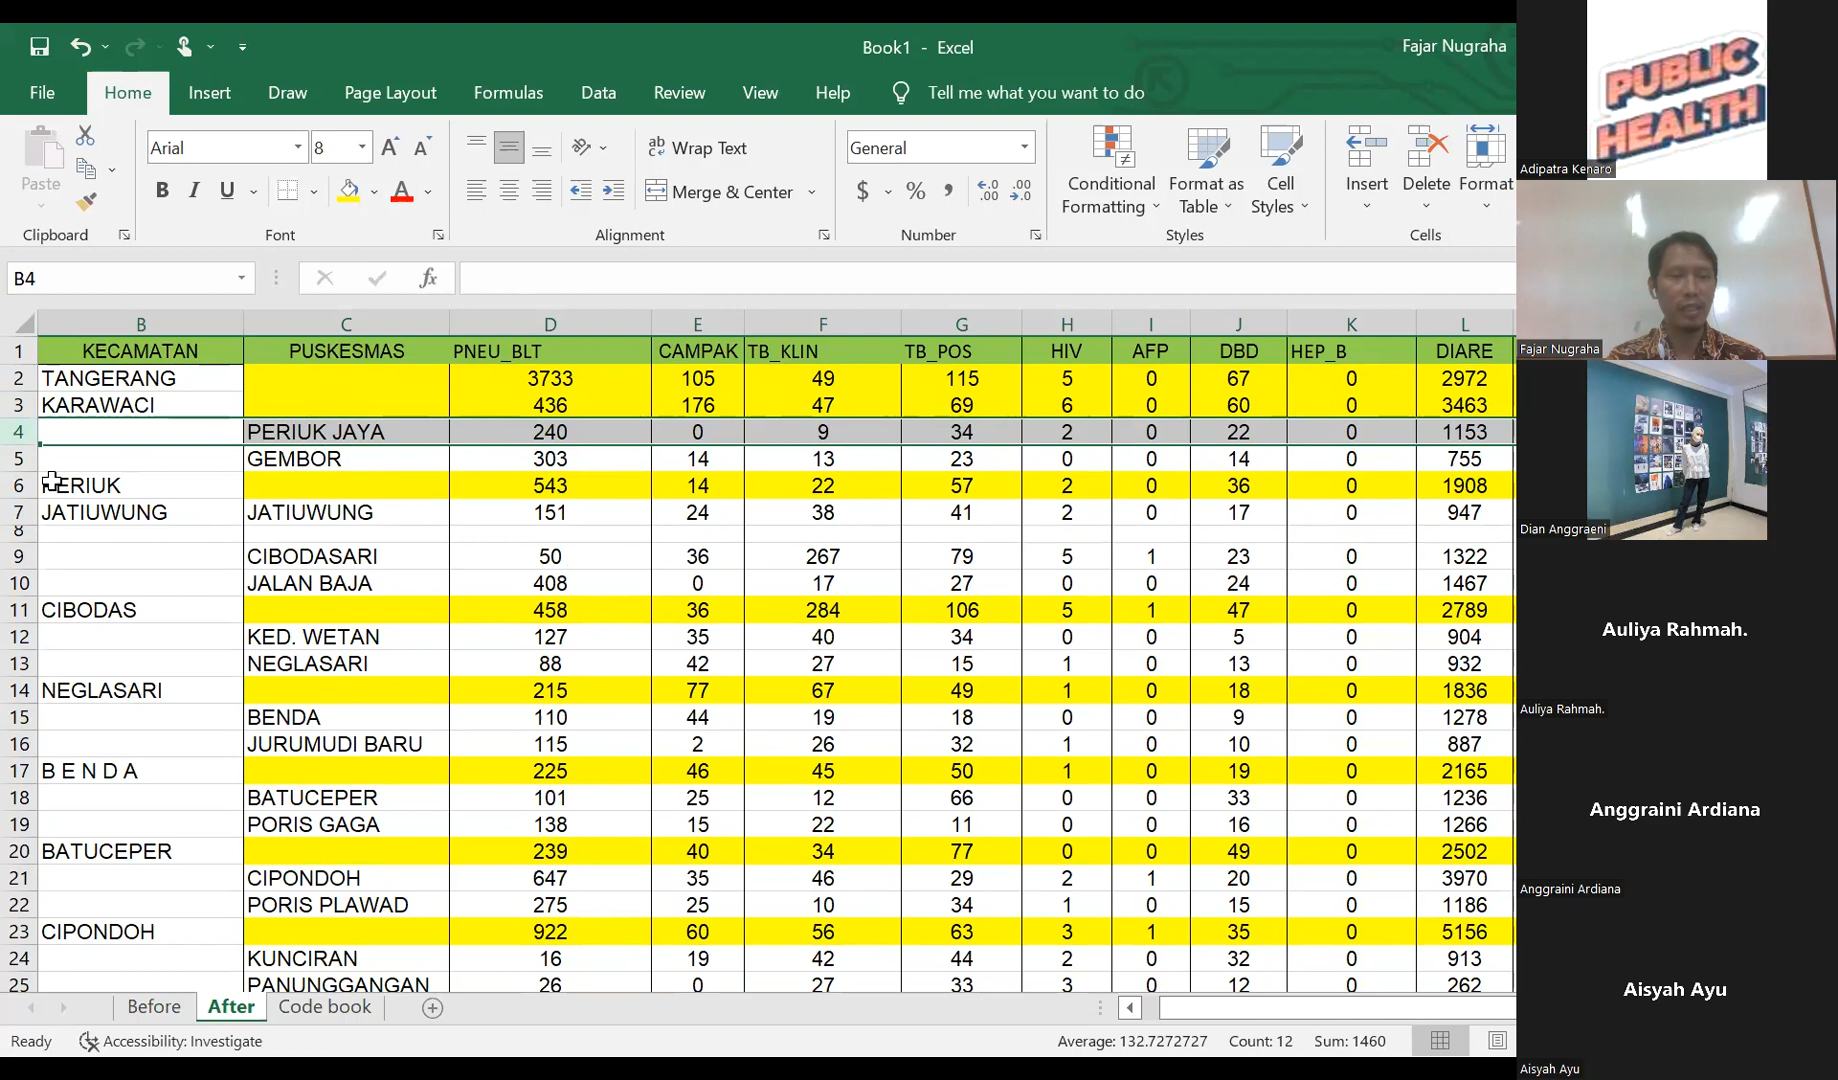 Book1 - Excel
Fajar Nugraha
File Home Insert Draw Page Layout Formulas Data Review View Help Tell me what you want to do
Paste
Clipboard
Arial 8
B I U A
Font
ab Wrap Text
Merge & Center
Alignment
General
$ % 9 .0 .00 .00 .0
Number
Conditional Formatting
Format as Table
Cell Styles
Styles
Insert Delete Format
Cells
B4 fx
B C D E F G H I J K L
1 KECAMATAN PUSKESMAS PNEU_BLT CAMPAK TB_KLIN TB_POS HIV AFP DBD HEP_B DIARE
2 TANGERANG 3733 105 49 115 5 0 67 0 2972
3 KARAWACI 436 176 47 69 6 0 60 0 3463
4 PERIUK JAYA 240 0 9 34 2 0 22 0 1153
5 GEMBOR 303 14 13 23 0 0 14 0 755
6 PERIUK 543 14 22 57 2 0 36 0 1908
7 JATIUWUNG JATIUWUNG 151 24 38 41 2 0 17 0 947
8
9 CIBODASARI 50 36 267 79 5 1 23 0 1322
10 JALAN BAJA 408 0 17 27 0 0 24 0 1467
11 CIBODAS 458 36 284 106 5 1 47 0 2789
12 KED. WETAN 127 35 40 34 0 0 5 0 904
13 NEGLASARI 88 42 27 15 1 0 13 0 932
14 NEGLASARI 215 77 67 49 1 0 18 0 1836
15 BENDA 110 44 19 18 0 0 9 0 1278
16 JURUMUDI BARU 115 2 26 32 1 0 10 0 887
17 B E N D A 225 46 45 50 1 0 19 0 2165
18 BATUCEPER 101 25 12 66 0 0 33 0 1236
19 PORIS GAGA 138 15 22 11 0 0 16 0 1266
20 BATUCEPER 239 40 34 77 0 0 49 0 2502
21 CIPONDOH 647 35 46 29 2 1 20 0 3970
22 PORIS PLAWAD 275 25 10 34 1 0 15 0 1186
23 CIPONDOH 922 60 56 63 3 1 35 0 5156
24 KUNCIRAN 16 19 42 44 2 0 32 0 913
25 PANUNGGANGAN 26 0 27 33 3 0 12 0 262
Before After Code book
Ready Accessibility: Investigate Average: 132.7272727 Count: 12 Sum: 1460
PUBLIC
HEALTH
Adipatra Kenaro
Fajar Nugraha
Dian Anggraeni
Auliya Rahmah.
Auliya Rahmah.
Anggraini Ardiana
Anggraini Ardiana
Aisyah Ayu
Aisyah Ayu